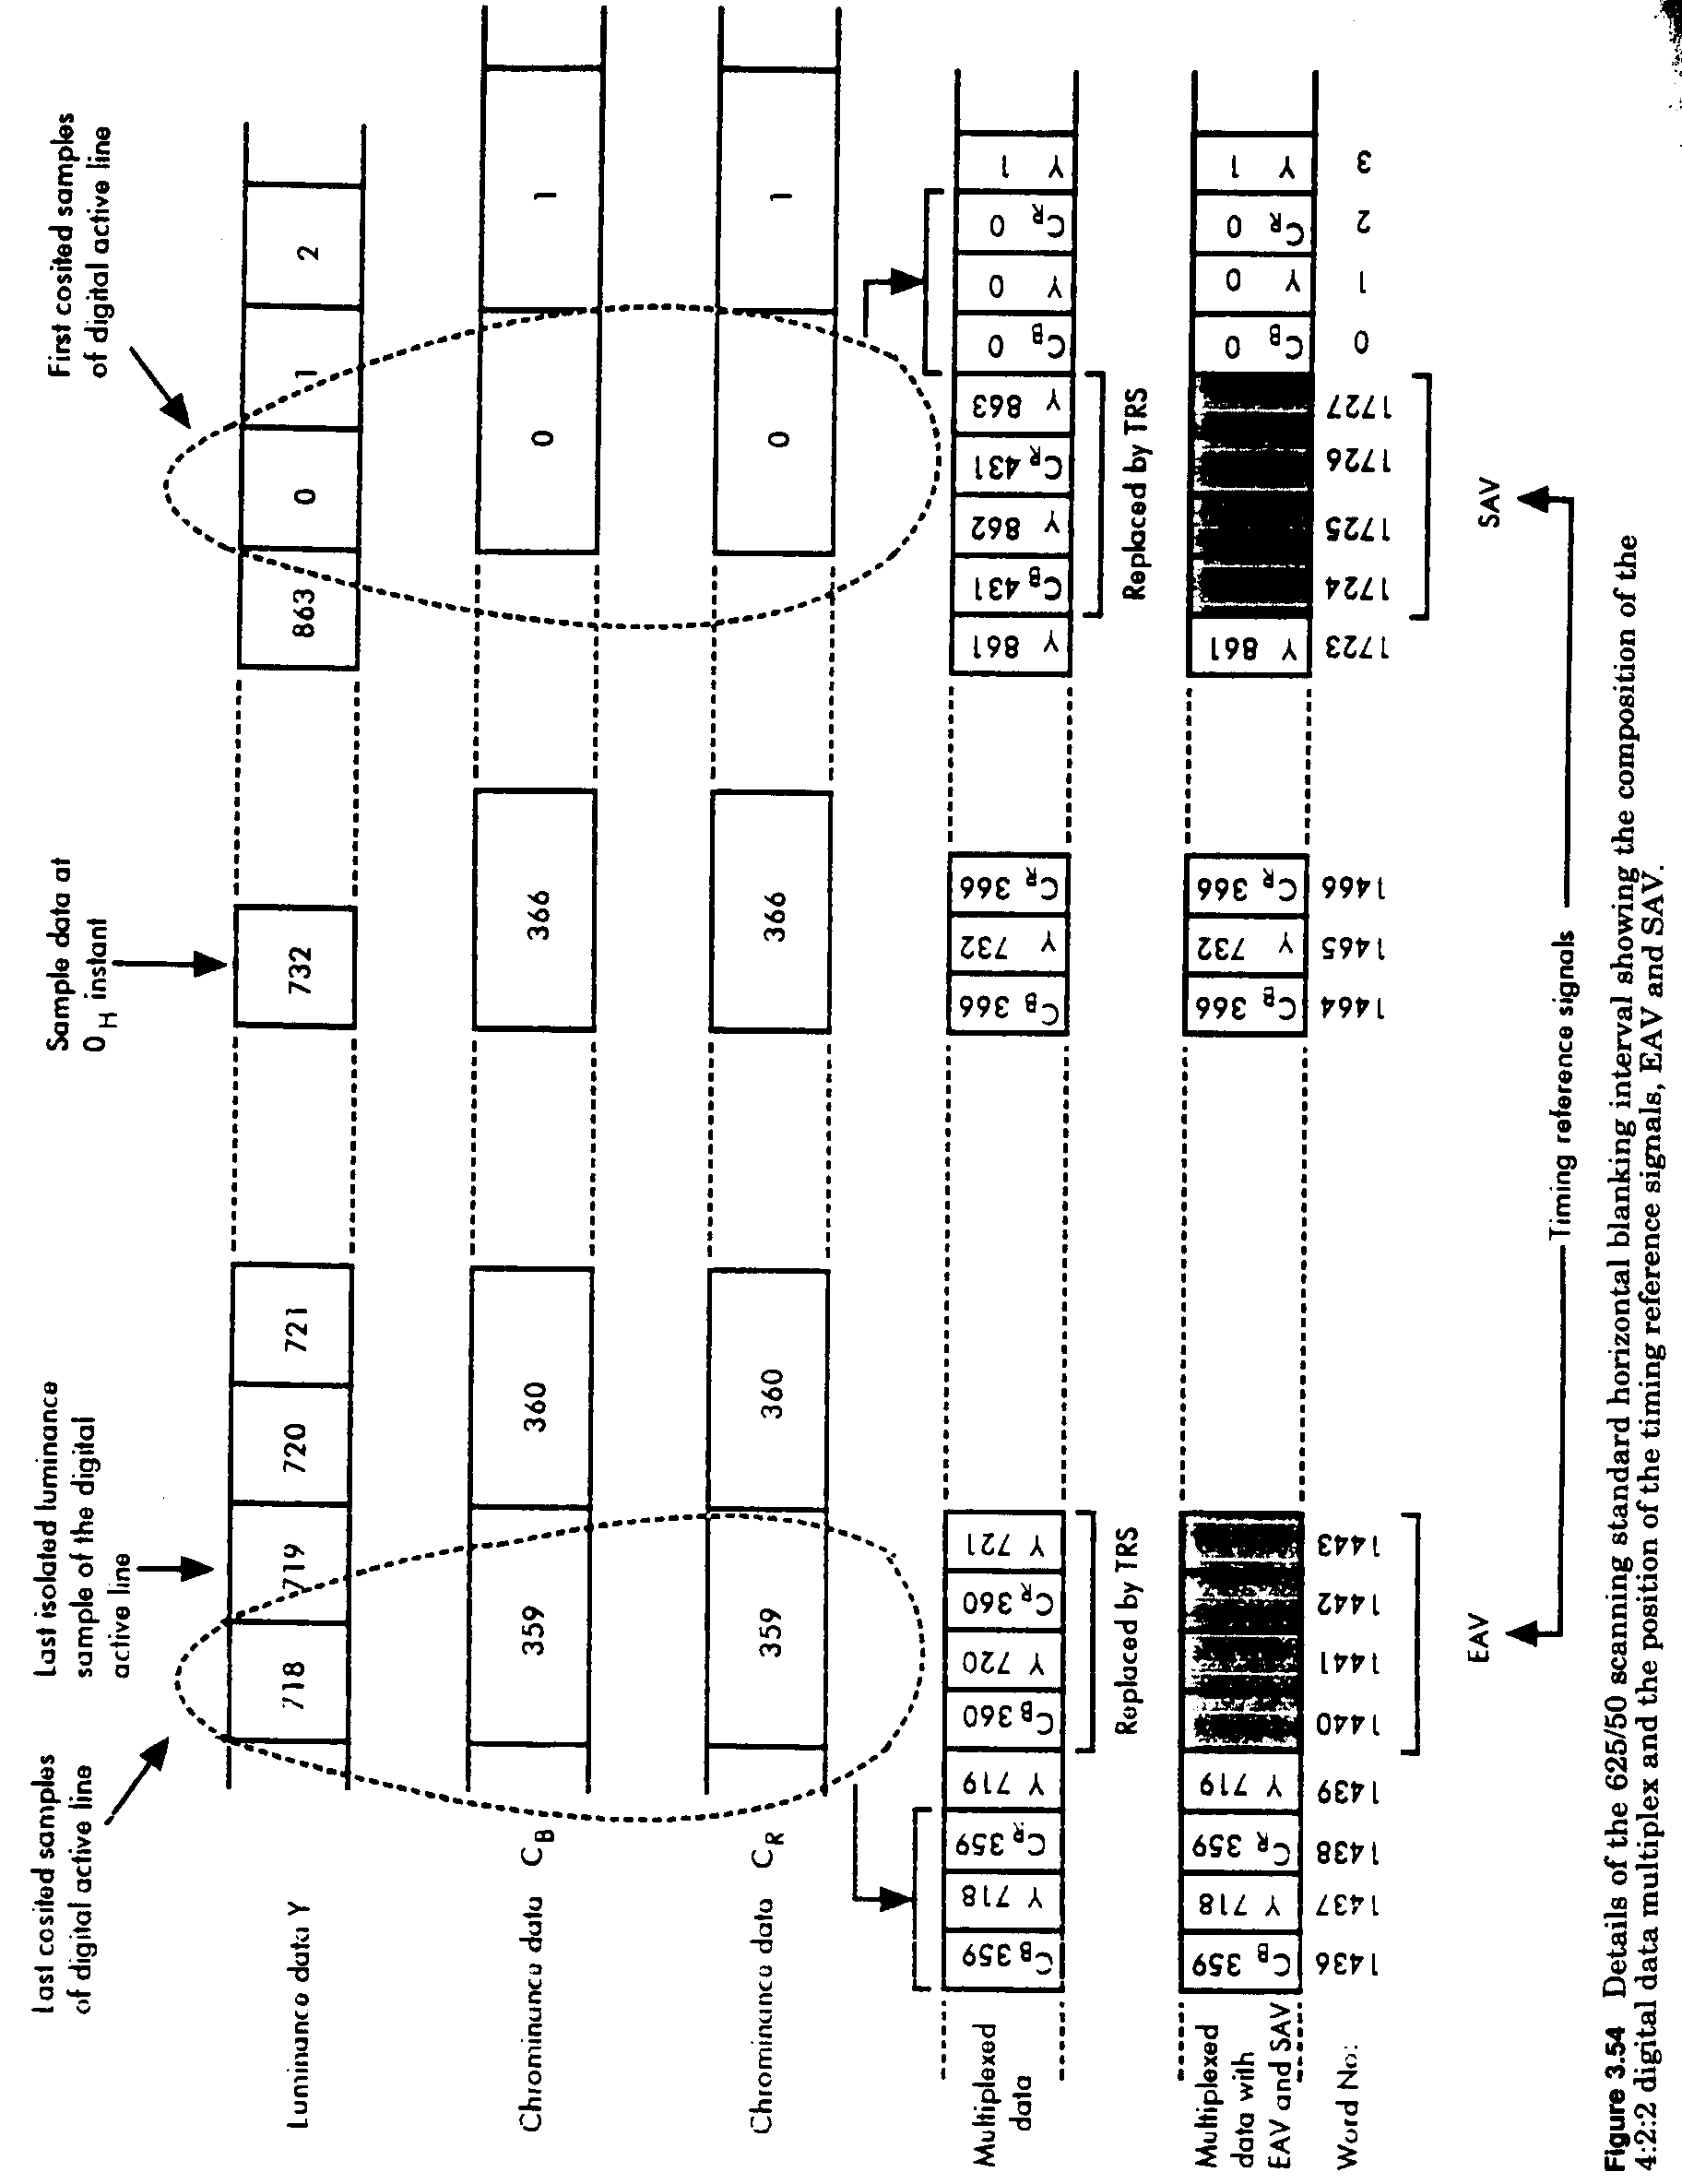 Last cosited samples
of digital active line
Last isolated luminance
sample of the digital
active line
Sample data at
0H instant
First cosited samples
of digital active line
Luminance data Y
718
719
720
721
732
863
0
1
2
Chrominance data CB
359
360
366
0
1
Chrominance data CR
359
360
366
0
1
Multiplexed
data
CB 359
Y 718
CR 359
Y 719
CB 360
Y 720
CR 360
Y 721
CB 366
Y 732
CR 366
Y 861
CB 431
Y 862
CR 431
Y 863
CB 0
Y 0
CR 0
Y 1
Replaced by TRS
Replaced by TRS
Multiplexed
data with
EAV and SAV
CB 359
Y 718
CR 359
Y 719
CB 366
Y 732
CR 366
Y 861
CB 0
Y 0
CR 0
Y 1
Word No:
1436
1437
1438
1439
1440
1441
1442
1443
1464
1465
1466
1723
1724
1725
1726
1727
0
1
2
3
EAV
SAV
Timing reference signals
Figure 3.54 Details of the 625/50 scanning standard horizontal blanking interval showing the composition of the
4:2:2 digital data multiplex and the position of the timing reference signals, EAV and SAV.